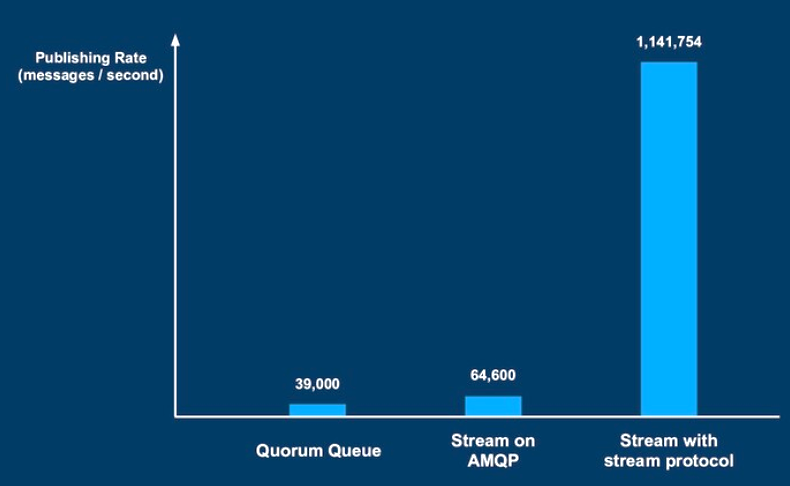 Publishing Rate
(messages / second)
1,141,754
39,000
64,600
Quorum Queue
Stream on
AMQP
Stream with
stream protocol